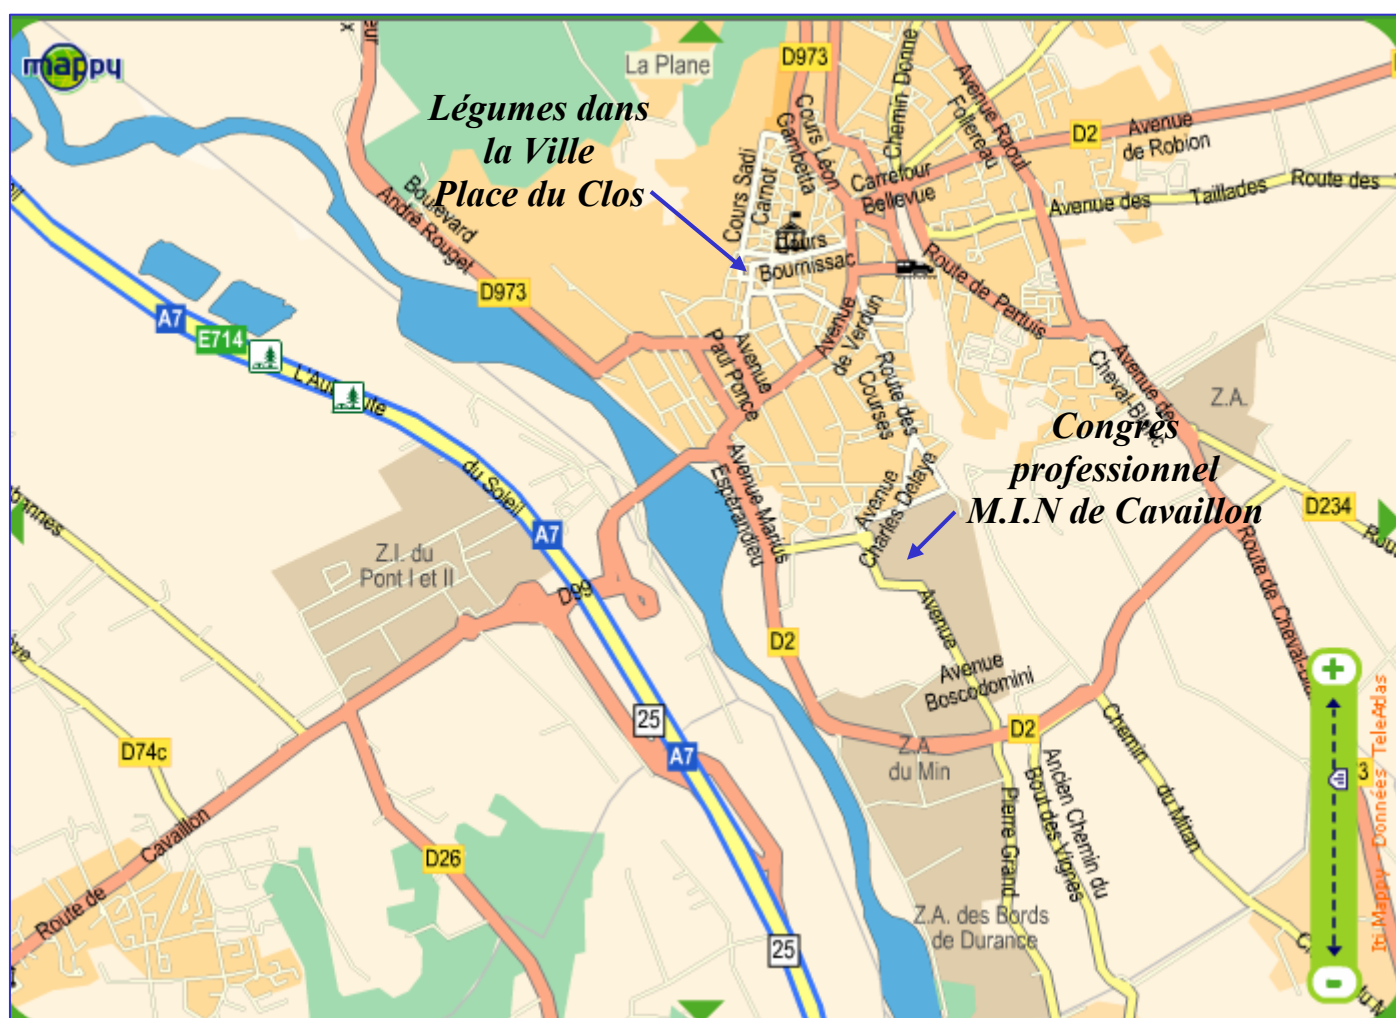 mappy
La Plane
D973
Chemin Donne
Avenue Raoul
Follereau
D2
Avenue
de Robion
Légumes dans
la Ville
Place du Clos
Cours Sadi
Carnot
Cours Léon
Gambetta
Carrefour
Bellevue
Avenue des
Taillades
Route des
Boulevard
André Rouget
D973
Cours
Bournissac
Route de Pertuis
A7
E714
du Soleil
Avenue
Paul Ponce
Avenue
de Verdun
Route des
Courses
Avenue de
Cheval-Blanc
Z.A.
Congrès
professionnel
M.I.N de Cavaillon
D234
Avenue Marius
Espérandieu
Avenue
Charles Delaye
A7
Z.I. du
Pont I et II
D99
Route de Cheval-Bla
D2
Avenue
Avenue
Boscodomini
25
A7
D2
Z.A.
du Min
D74c
Route de
Cavaillon
D26
Pierre Grand
Ancien Chemin du
Bout des Vignes
Chemin
du Mitan
Z.A. des Bords
de Durance
25
+
-
3
Iti Mappy - Données TeleAtlas